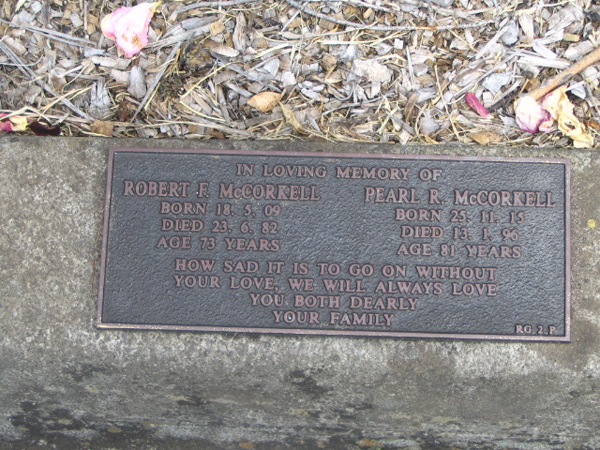 IN LOVING MEMORY OF
ROBERT F. McCORKELL PEARL R. McCORKELL
BORN 18. 5. 09 BORN 25. 11. 15
DIED 23. 6. 82 DIED 13. 1. 96
AGE 73 YEARS AGE 81 YEARS
HOW SAD IT IS TO GO ON WITHOUT
YOUR LOVE, WE WILL ALWAYS LOVE
YOU BOTH DEARLY
YOUR FAMILY
RG. 2. P.